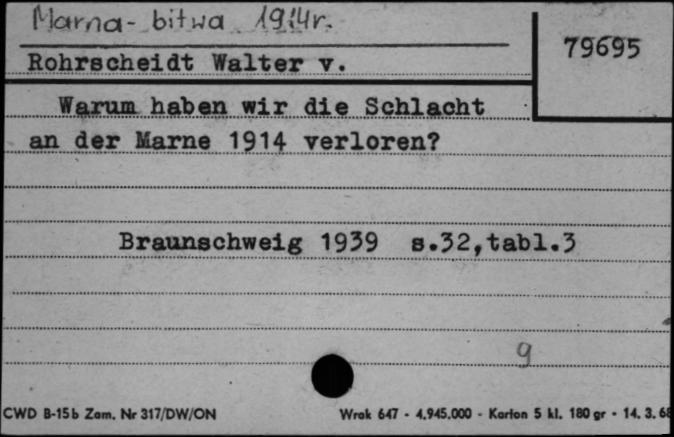 Marna- bitwa 1914r.
79695
Rohrscheidt Walter v.
Warum haben wir die Schlacht
an der Marne 1914 verloren?
Braunschweig 1939 s.32,tabl.3
9
CWD B-15b Zam. Nr 317/DW/ON
Wrak 647 - 4.945.000 - Karton 5 kl. 180 gr - 14. 3. 68